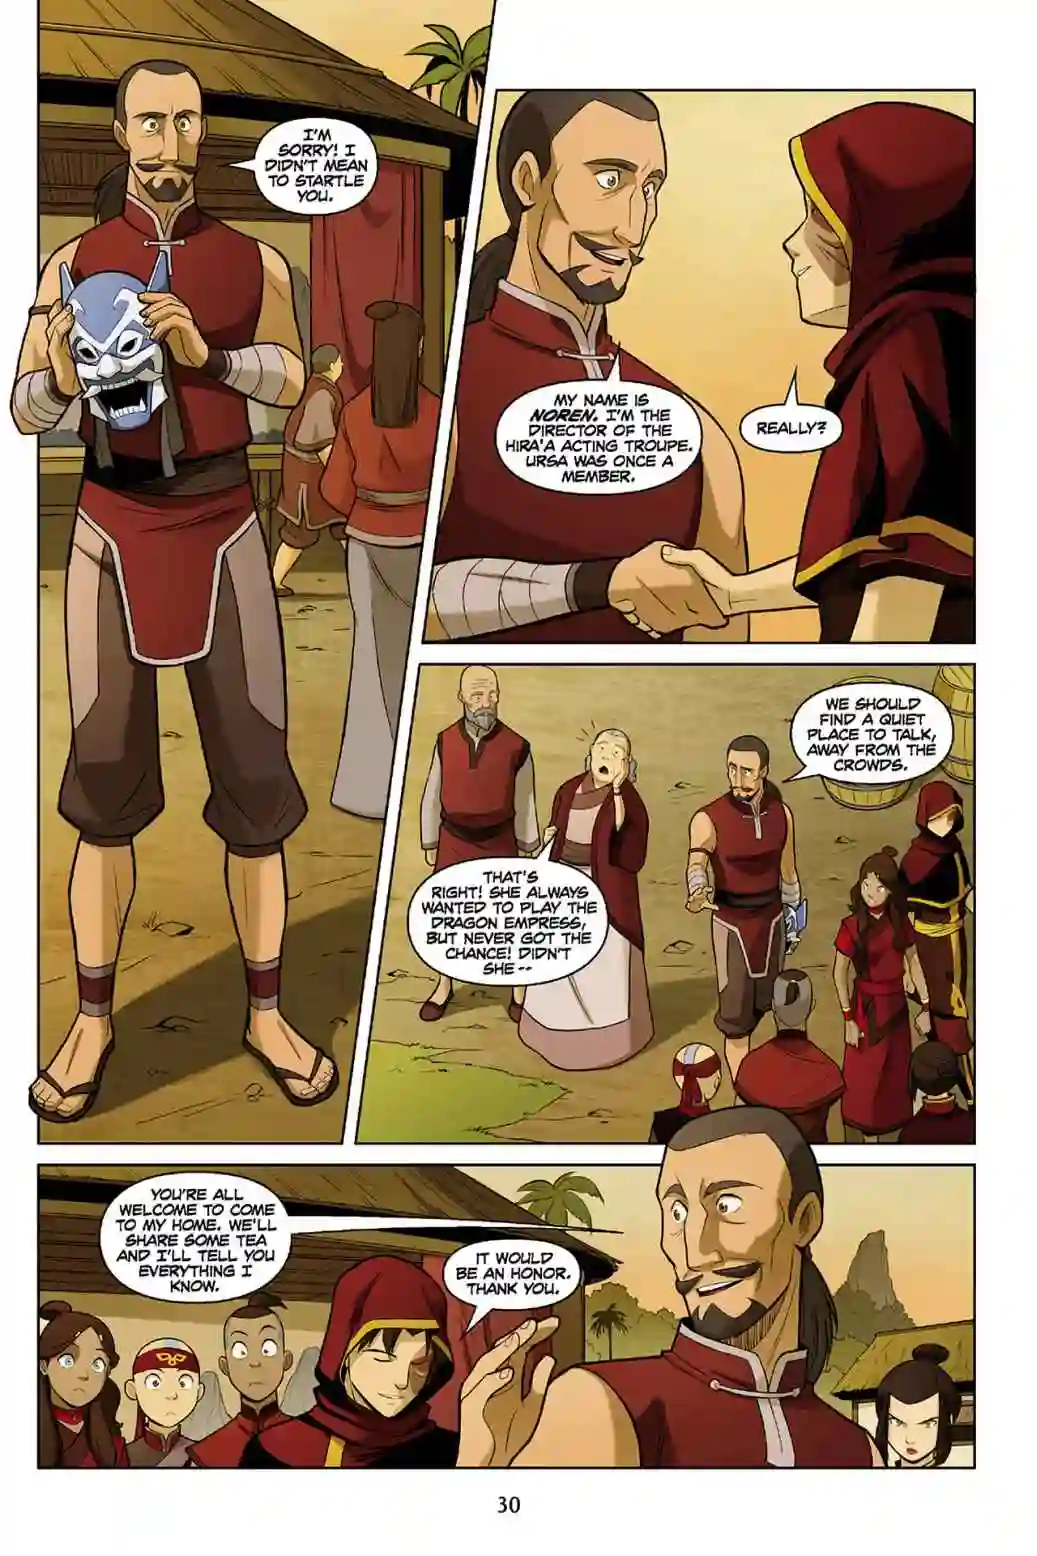 I'M
SORRY! I
DIDN'T MEAN
TO STARTLE
YOU.
MY NAME IS
NOREN. I'M THE
DIRECTOR OF THE
HIRA'A ACTING TROUPE.
URSA WAS ONCE A
MEMBER.
REALLY?
WE SHOULD
FIND A QUIET
PLACE TO TALK,
AWAY FROM THE
CROWDS.
THAT'S
RIGHT! SHE ALWAYS
WANTED TO PLAY THE
DRAGON EMPRESS,
BUT NEVER GOT THE
CHANCE! DIDN'T
SHE --
YOU'RE ALL
WELCOME TO COME
TO MY HOME. WE'LL
SHARE SOME TEA
AND I'LL TELL YOU
EVERYTHING I
KNOW.
IT WOULD
BE AN HONOR.
THANK YOU.
30